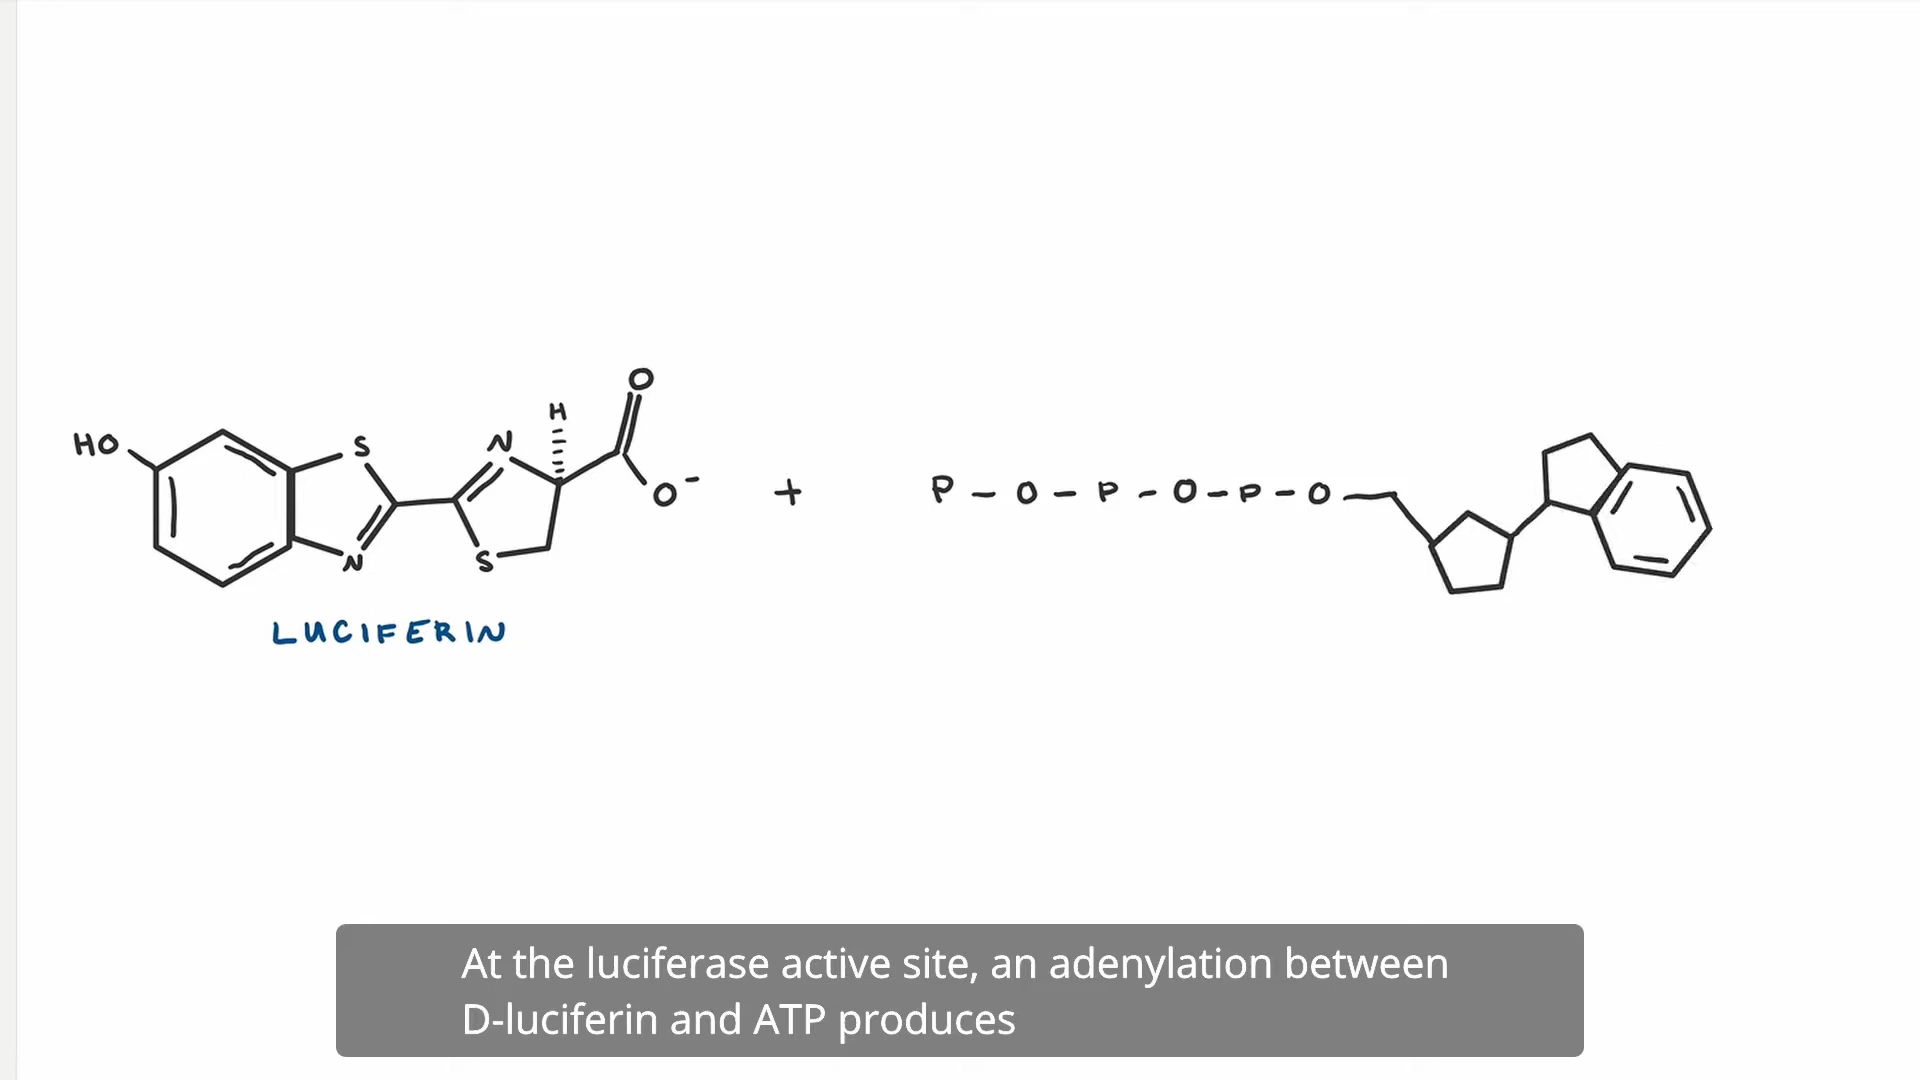 O
H
HO
S
N
O⁻
+
P - O - P - O - P - O
N
S
LUCIFERIN
At the luciferase active site, an adenylation between
D-luciferin and ATP produces